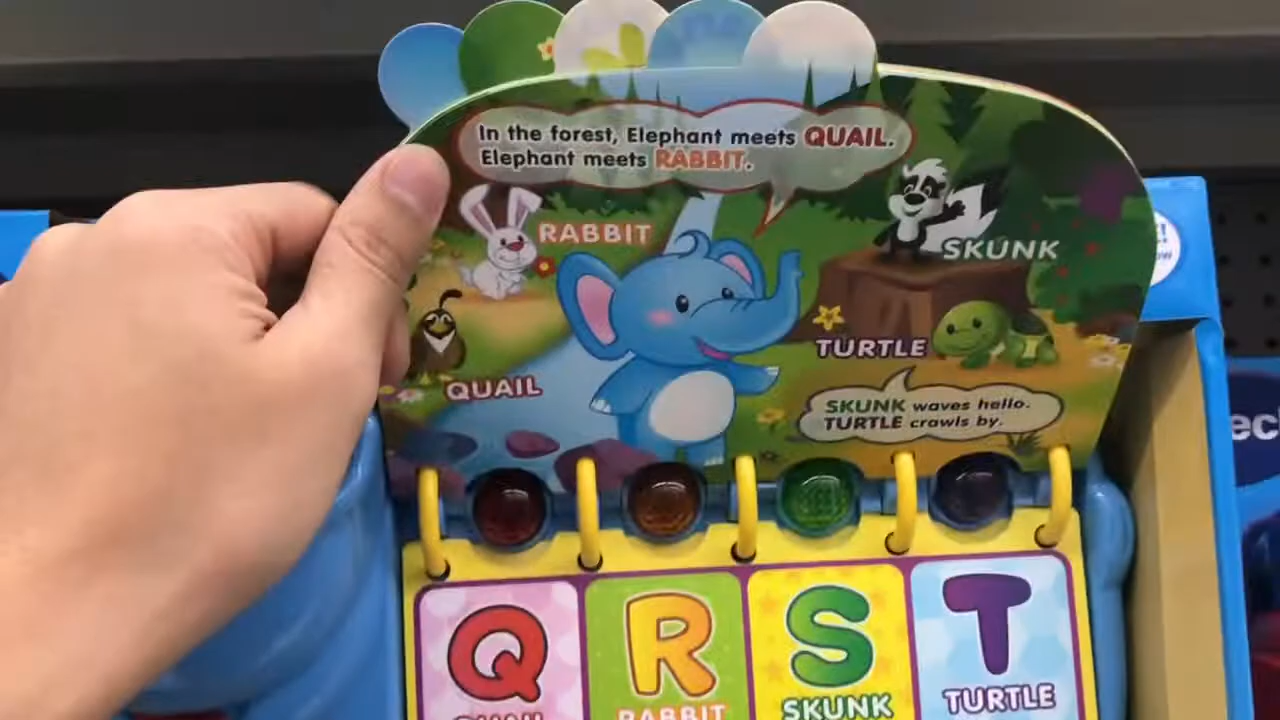 In the forest, Elephant meets QUAIL.
Elephant meets RABBIT.
RABBIT
SKUNK
TURTLE
QUAIL
SKUNK waves hello.
TURTLE crawls by.
Q
R
S
T
QUAIL
RABBIT
SKUNK
TURTLE